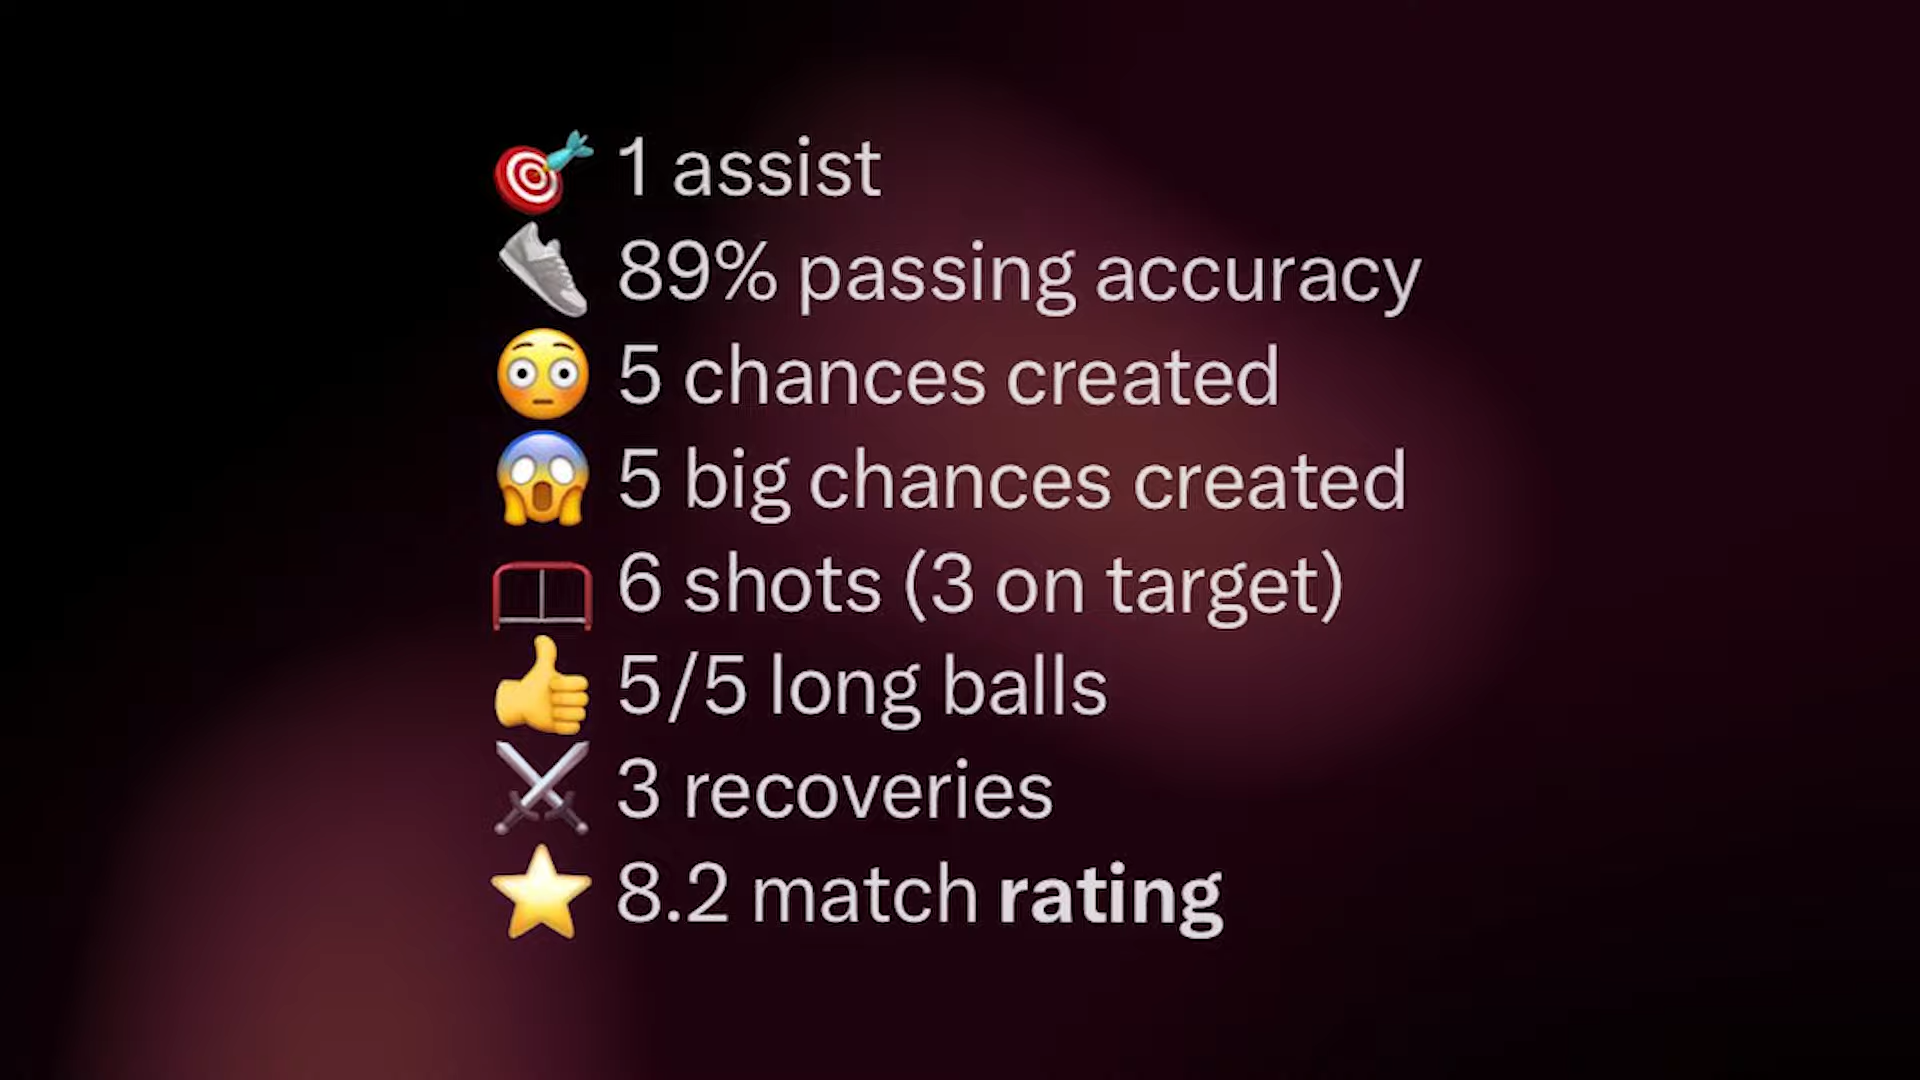 🎯 1 assist
👟 89% passing accuracy
😳 5 chances created
😱 5 big chances created
🥅 6 shots (3 on target)
👍 5/5 long balls
⚔️ 3 recoveries
⭐ 8.2 match rating